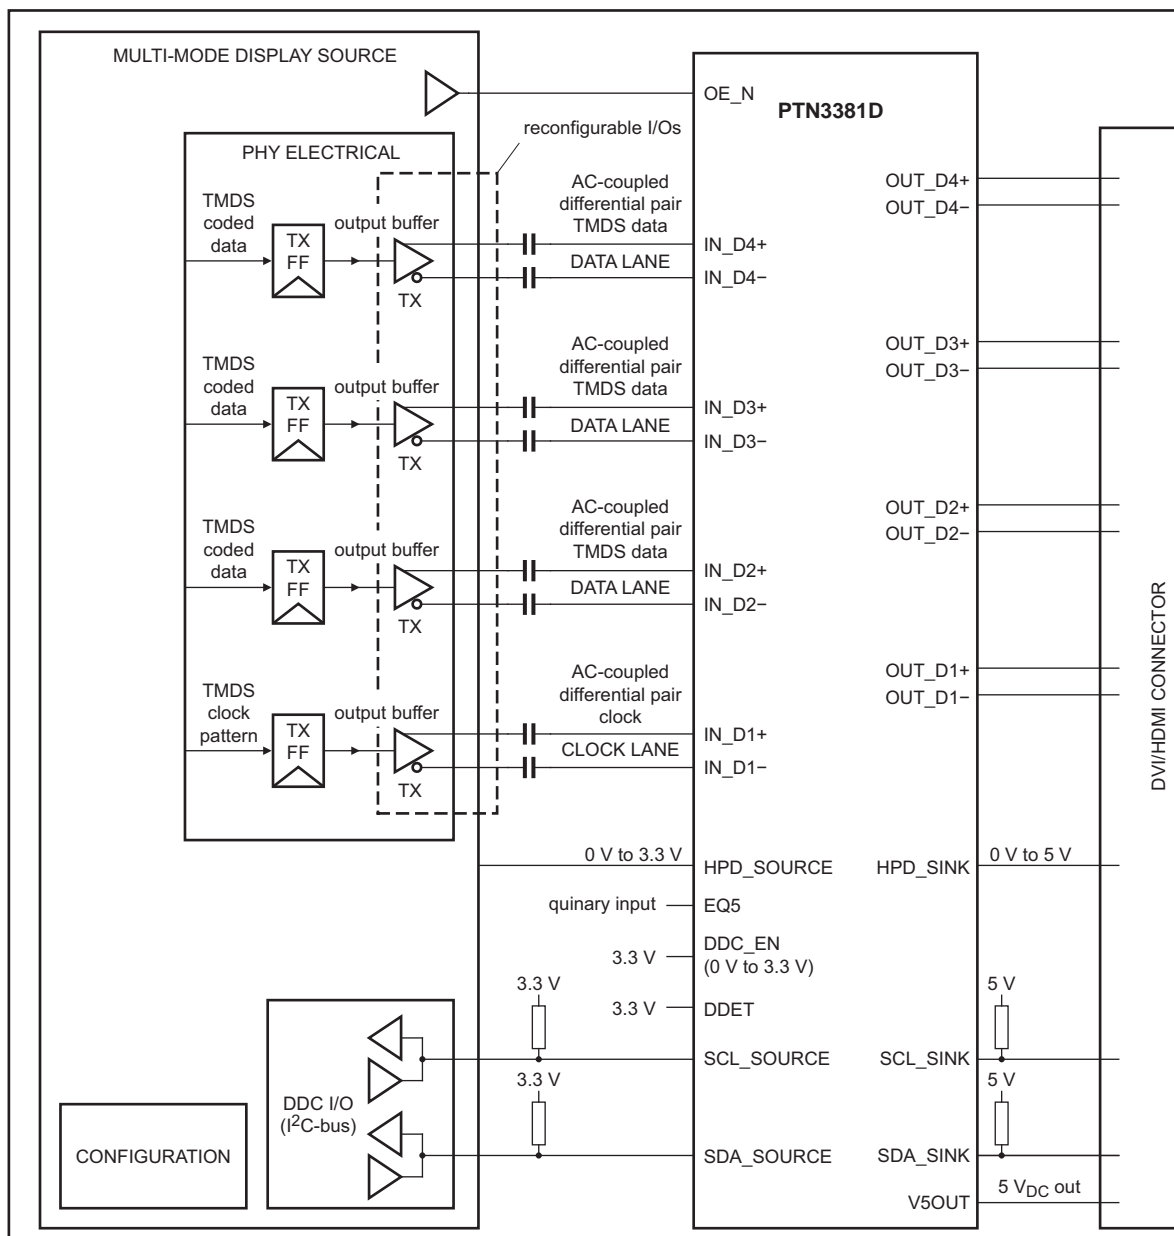 MULTI-MODE DISPLAY SOURCE
OE_N
PTN3381D
reconfigurable I/Os
PHY ELECTRICAL
TMDS
coded
data
TX
FF
output buffer
TX
AC-coupled
differential pair
TMDS data
DATA LANE
IN_D4+
IN_D4−
OUT_D4+
OUT_D4−
TMDS
coded
data
TX
FF
output buffer
TX
AC-coupled
differential pair
TMDS data
DATA LANE
IN_D3+
IN_D3−
OUT_D3+
OUT_D3−
TMDS
coded
data
TX
FF
output buffer
TX
AC-coupled
differential pair
TMDS data
DATA LANE
IN_D2+
IN_D2−
OUT_D2+
OUT_D2−
TMDS
clock
pattern
TX
FF
output buffer
TX
AC-coupled
differential pair
clock
CLOCK LANE
IN_D1+
IN_D1−
OUT_D1+
OUT_D1−
DVI/HDMI CONNECTOR
0 V to 3.3 V
HPD_SOURCE
HPD_SINK
0 V to 5 V
quinary input
EQ5
3.3 V
DDC_EN
(0 V to 3.3 V)
3.3 V
DDET
3.3 V
SCL_SOURCE
SCL_SINK
5 V
3.3 V
SDA_SOURCE
SDA_SINK
5 V
DDC I/O
(I²C-bus)
CONFIGURATION
V5OUT
5 VDC out